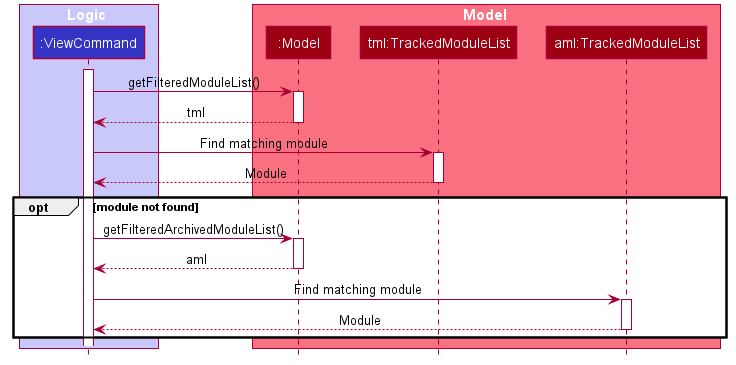 Logic
Model
:ViewCommand
:Model
tml:TrackedModuleList
aml:TrackedModuleList
getFilteredModuleList()
tml
Find matching module
Module
opt
[module not found]
getFilteredArchivedModuleList()
aml
Find matching module
Module